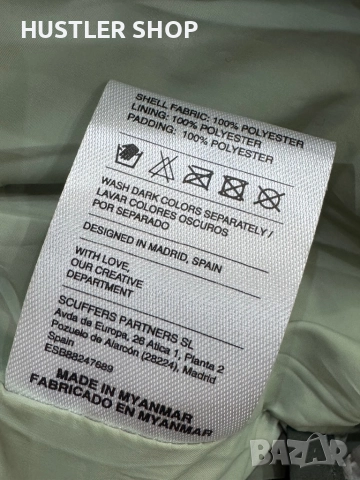 HUSTLER SHOP
SHELL FABRIC: 100% POLYESTER
LINING: 100% POLYESTER
PADDING: 100% POLYESTER
WASH DARK COLORS SEPARATELY /
LAVAR COLORES OSCUROS
POR SEPARADO
DESIGNED IN MADRID, SPAIN
WITH LOVE,
OUR CREATIVE
DEPARTMENT
SCUFFERS PARTNERS SL
Avda de Europa, 26 Atica 1, Planta 2
Pozuelo de Alarcón (28224), Madrid
Spain
ESB88247689
MADE IN MYANMAR
FABRICADO EN MYANMAR
BAZAR